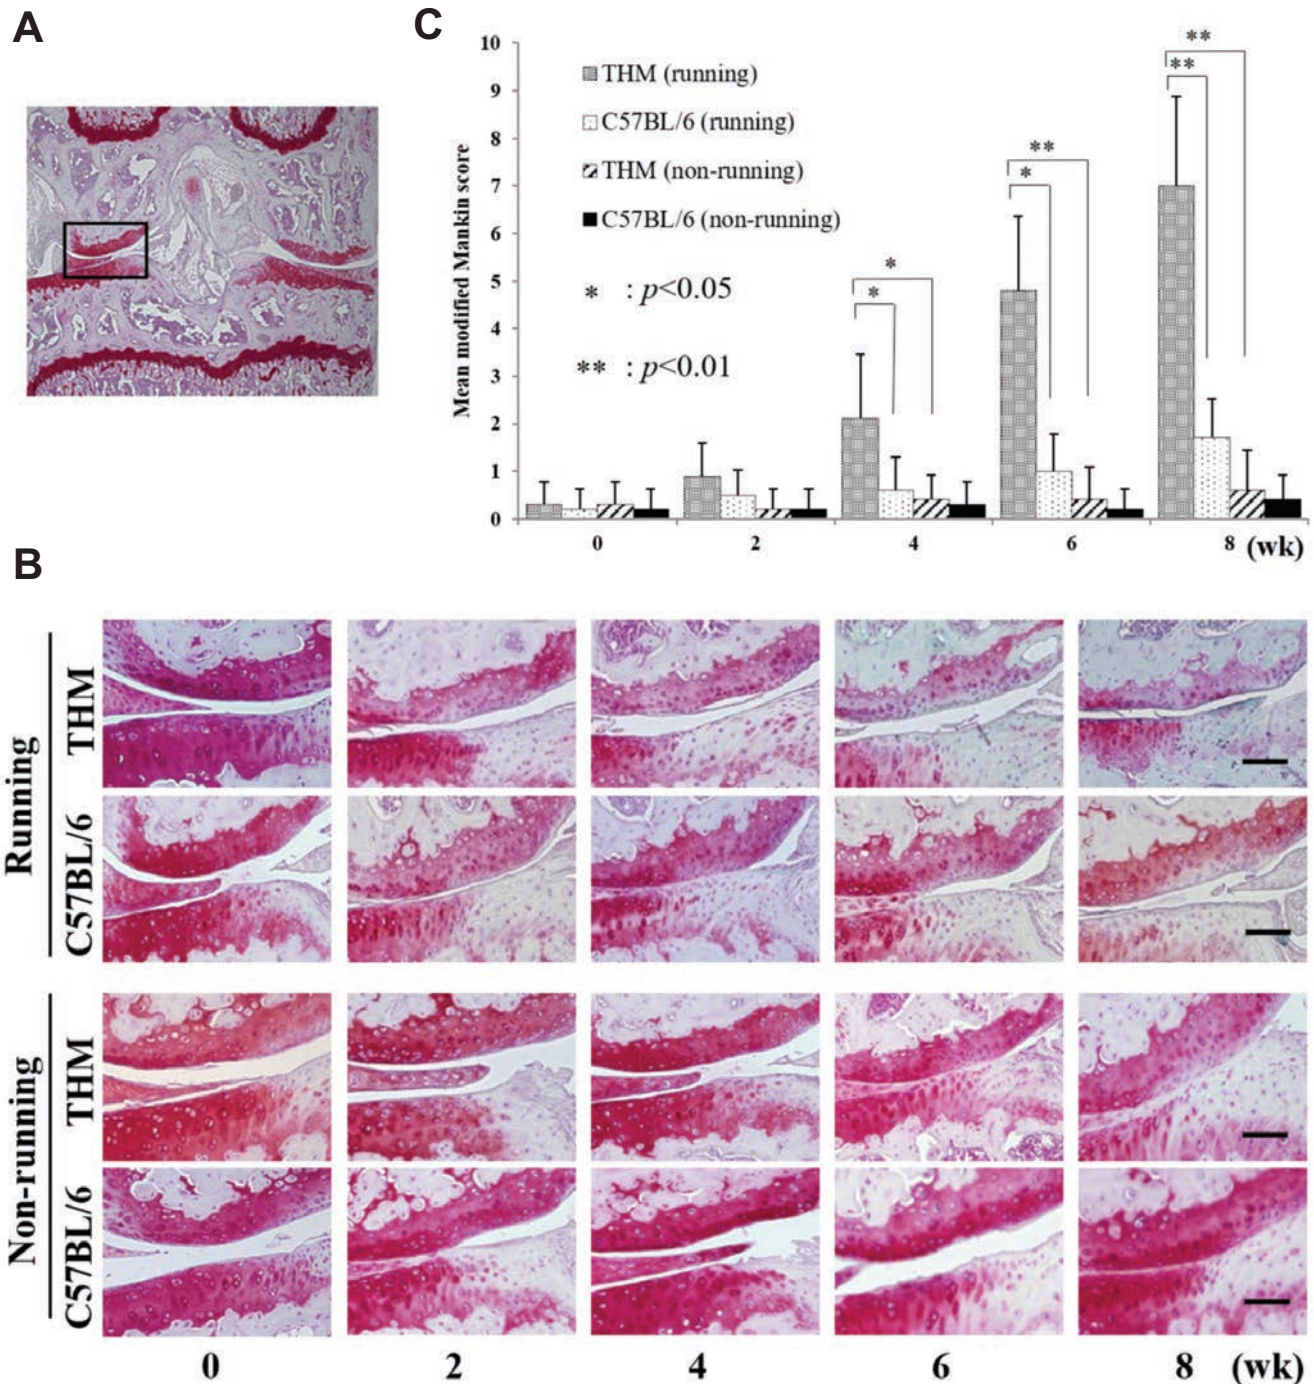 A
C
Mean modified Mankin score
10
9
8
7
6
5
4
3
2
1
0
THM (running)
C57BL/6 (running)
THM (non-running)
C57BL/6 (non-running)
* : p<0.05
** : p<0.01
*
*
*
**
**
**
0 2 4 6 8 (wk)
B
Running
THM
C57BL/6
Non-running
THM
C57BL/6
0 2 4 6 8 (wk)